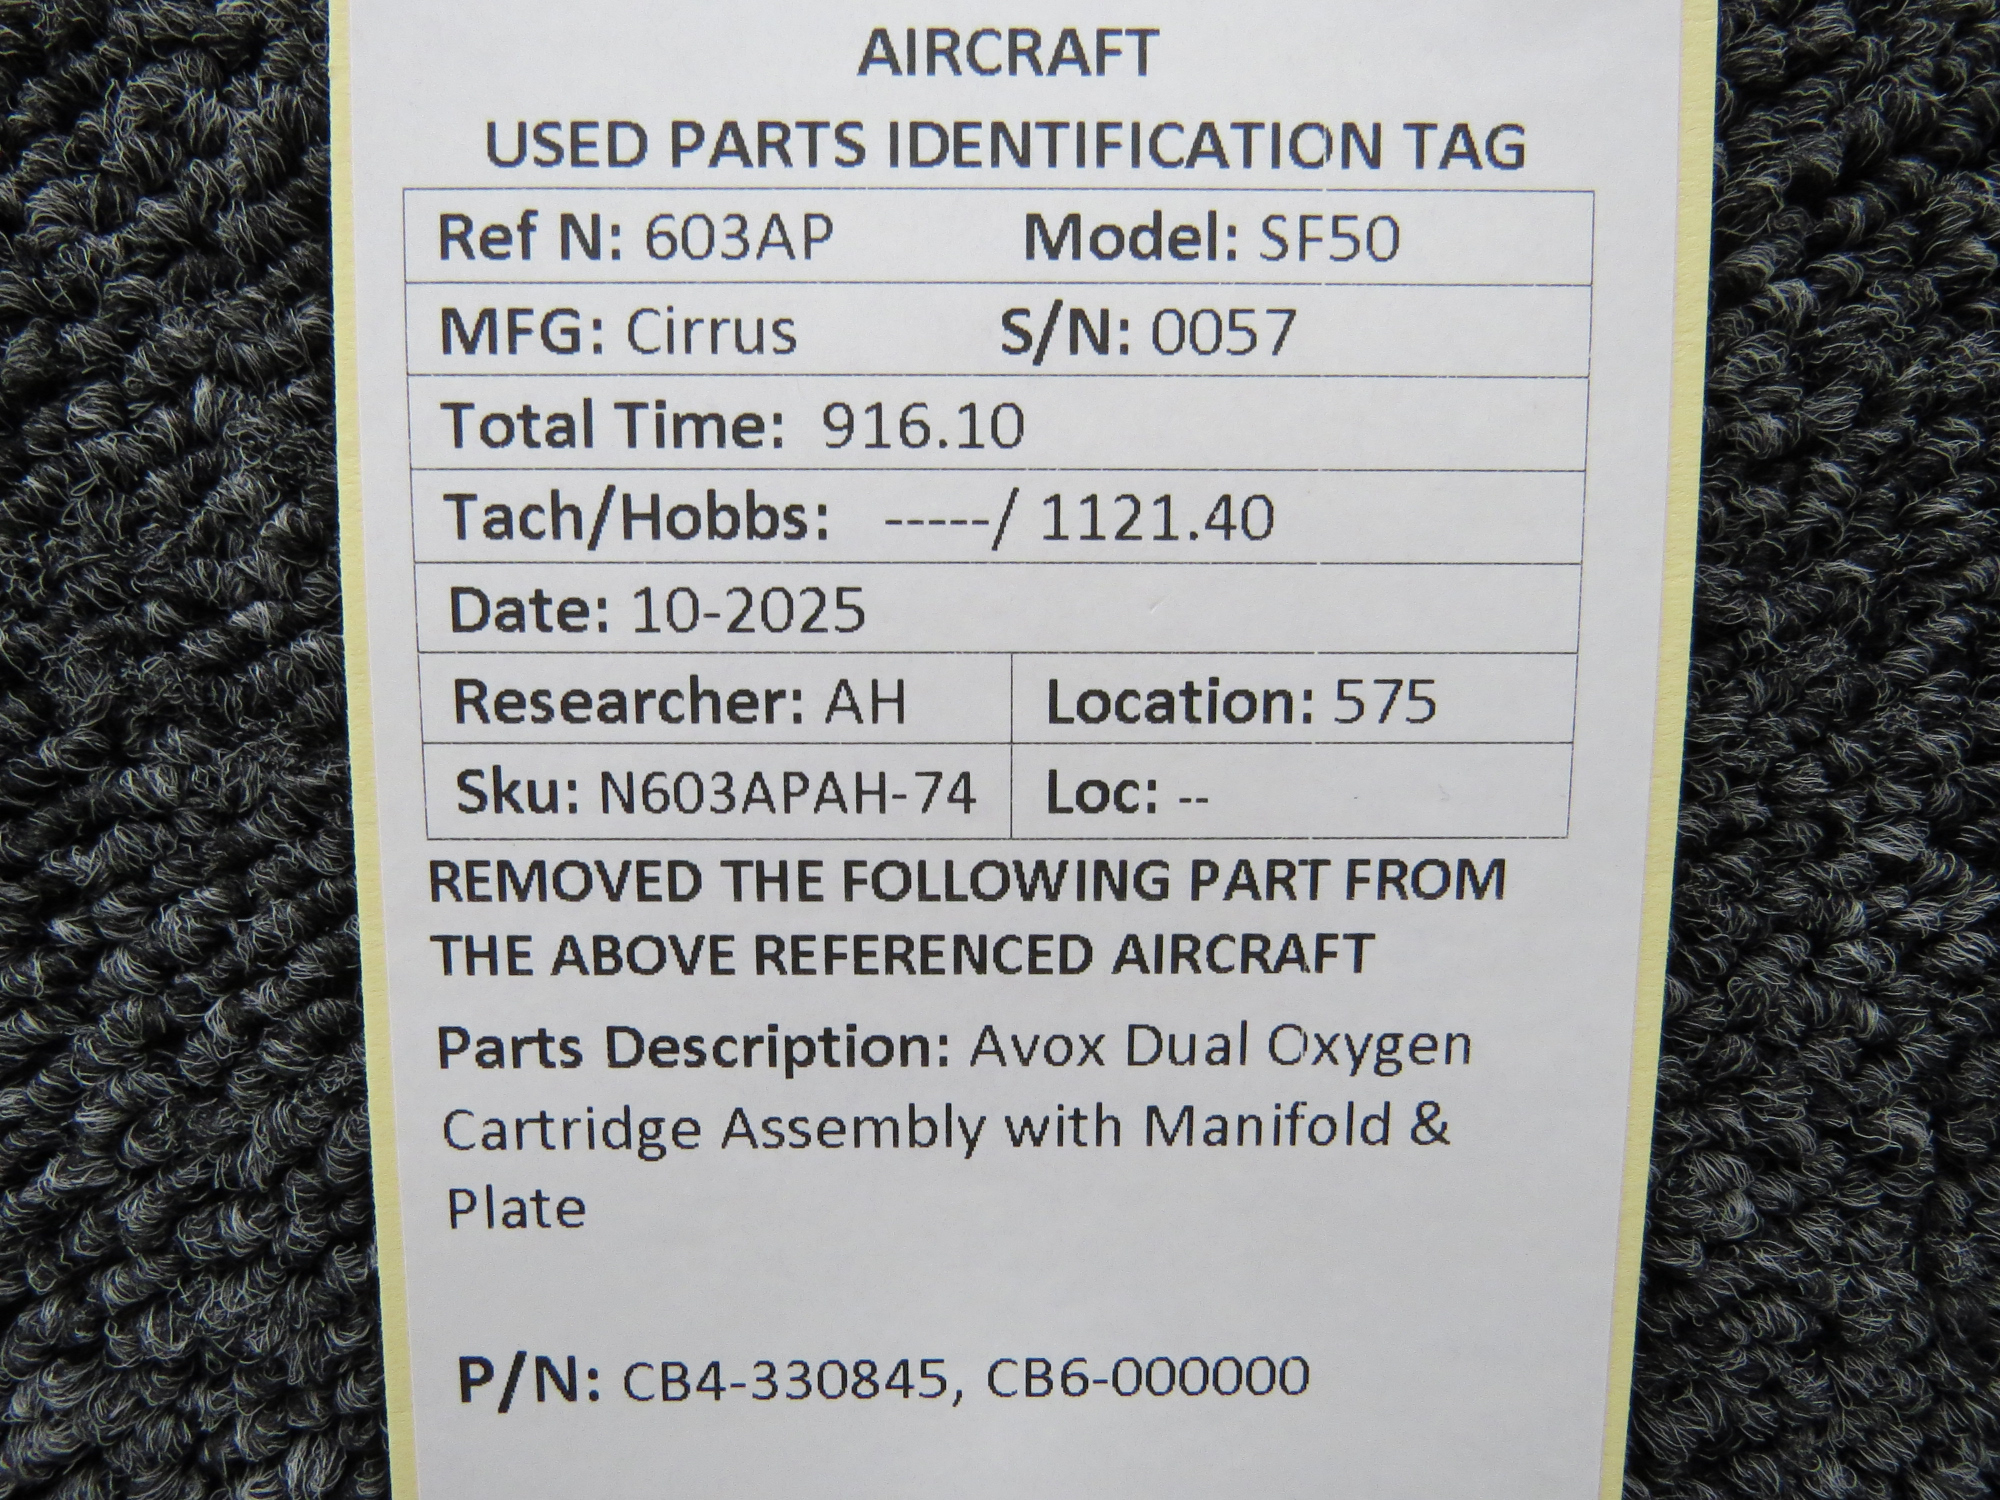 AIRCRAFT
USED PARTS IDENTIFICATION TAG
Ref N: 603AP Model: SF50
MFG: Cirrus S/N: 0057
Total Time: 916.10
Tach/Hobbs: -----/ 1121.40
Date: 10-2025
Researcher: AH Location: 575
Sku: N603APAH-74 Loc: --
REMOVED THE FOLLOWING PART FROM
THE ABOVE REFERENCED AIRCRAFT
Parts Description: Avox Dual Oxygen
Cartridge Assembly with Manifold &
Plate
P/N: CB4-330845, CB6-000000